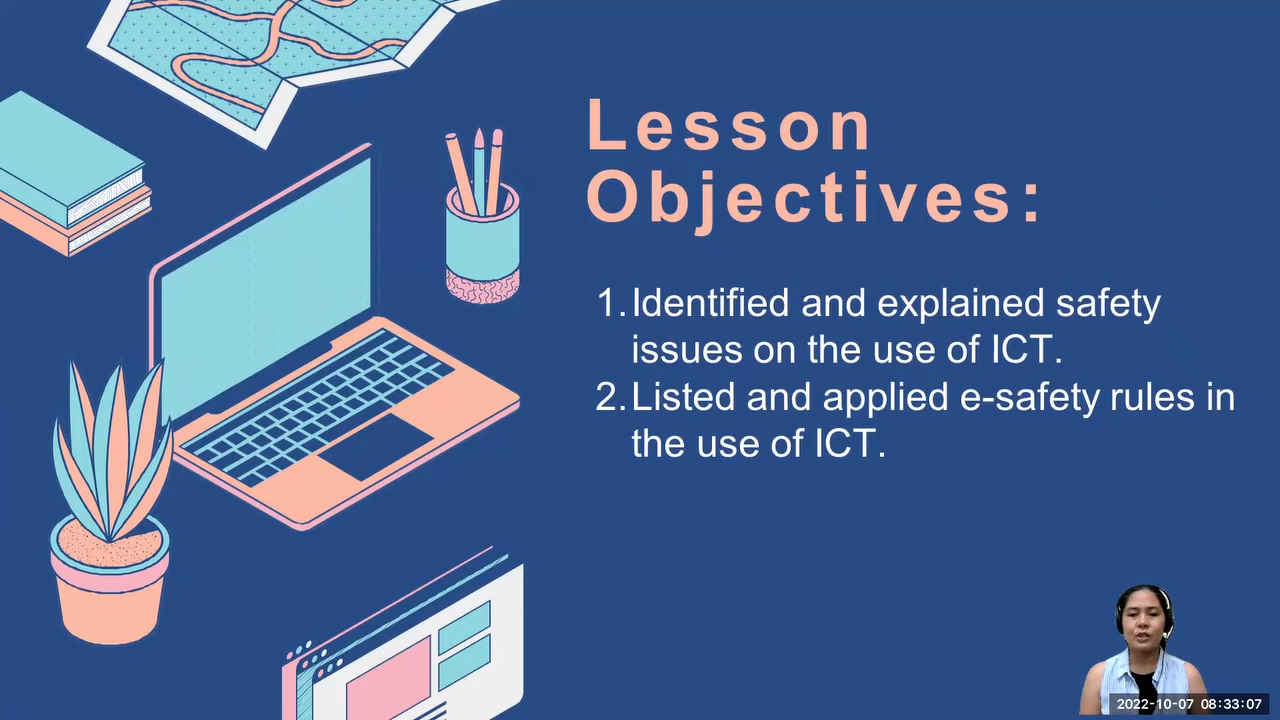 Lesson
Objectives:
1. Identified and explained safety
issues on the use of ICT.
2. Listed and applied e-safety rules in
the use of ICT.
2022-10-07 08:33:07